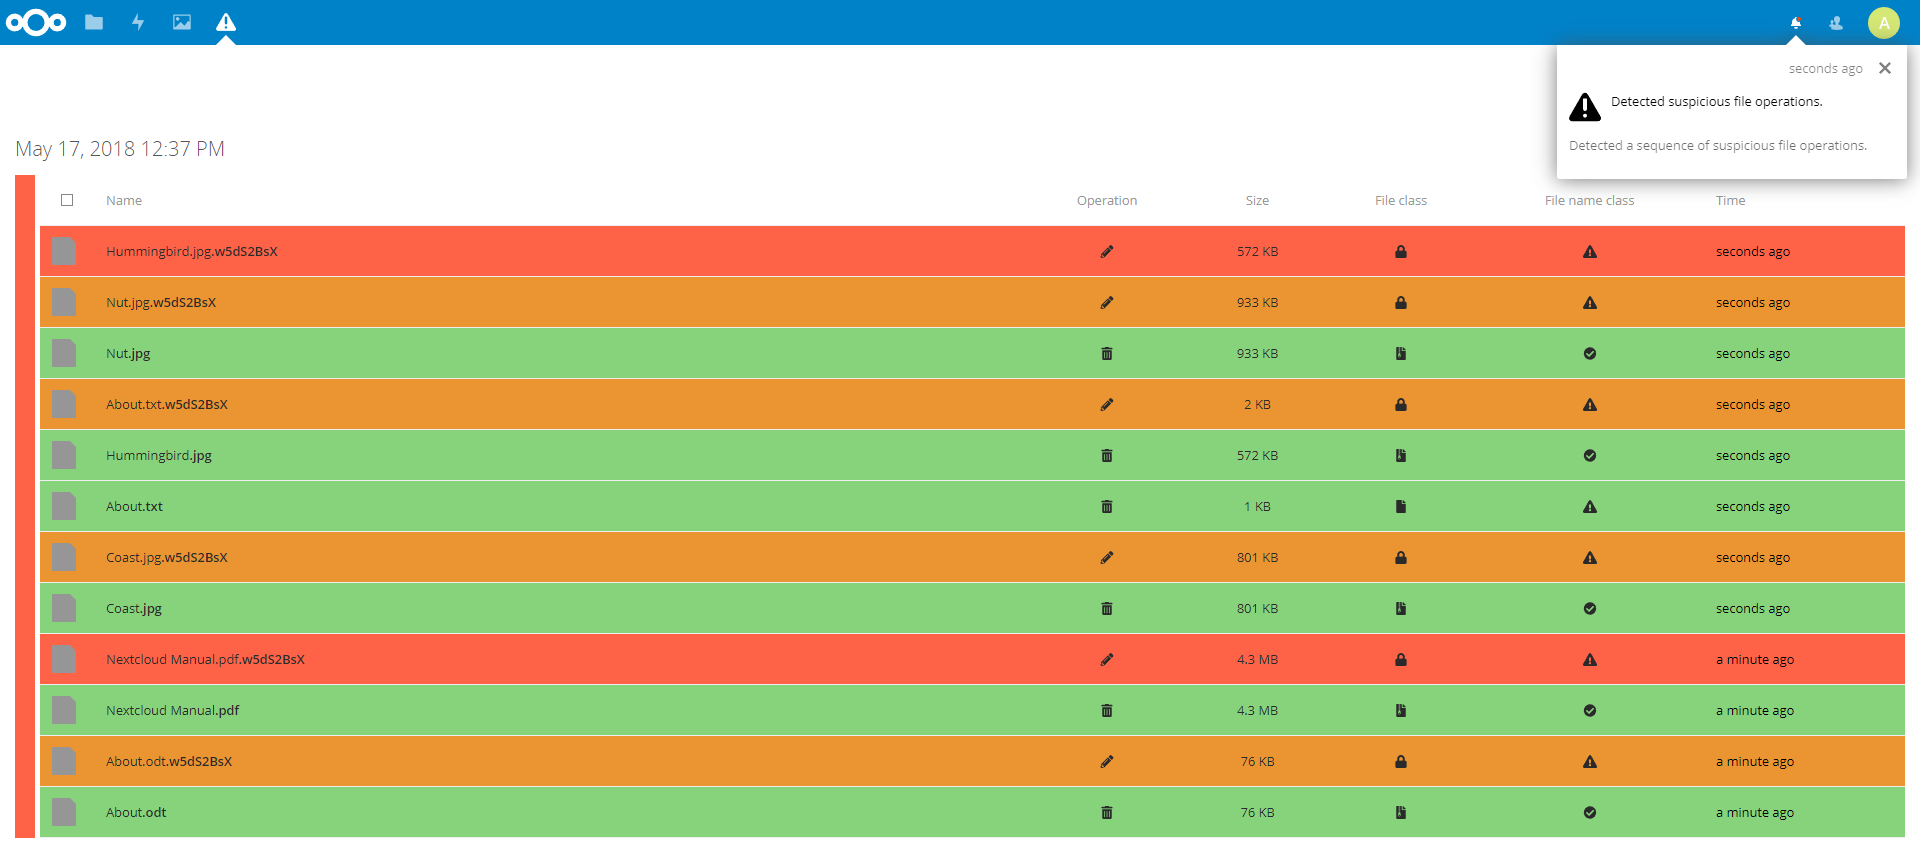 A
seconds ago
Detected suspicious file operations.
Detected a sequence of suspicious file operations.
May 17, 2018 12:37 PM
Name Operation Size File class File name class Time
Hummingbird.jpg.w5dS2BsX 572 KB seconds ago
Nut.jpg.w5dS2BsX 933 KB seconds ago
Nut.jpg 933 KB seconds ago
About.txt.w5dS2BsX 2 KB seconds ago
Hummingbird.jpg 572 KB seconds ago
About.txt 1 KB seconds ago
Coast.jpg.w5dS2BsX 801 KB seconds ago
Coast.jpg 801 KB seconds ago
Nextcloud Manual.pdf.w5dS2BsX 4.3 MB a minute ago
Nextcloud Manual.pdf 4.3 MB a minute ago
About.odt.w5dS2BsX 76 KB a minute ago
About.odt 76 KB a minute ago